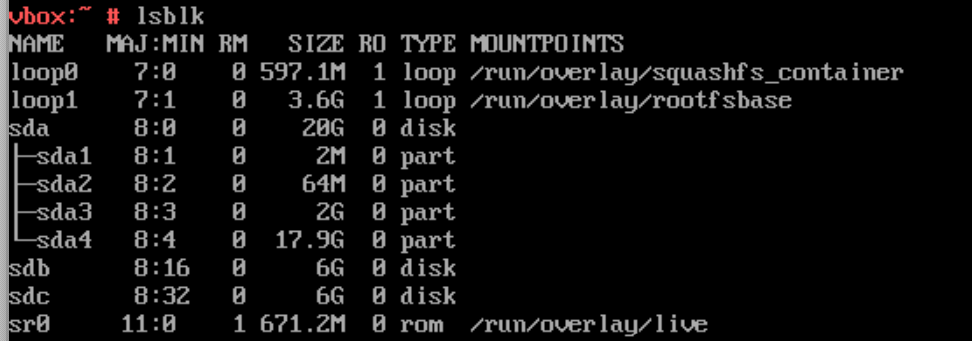 vbox:~ # lsblk
NAME   MAJ:MIN RM   SIZE RO TYPE MOUNTPOINTS
loop0    7:0    0 597.1M  1 loop /run/overlay/squashfs_container
loop1    7:1    0   3.6G  1 loop /run/overlay/rootfsbase
sda      8:0    0    20G  0 disk
├─sda1   8:1    0     2M  0 part
├─sda2   8:2    0    64M  0 part
├─sda3   8:3    0     2G  0 part
└─sda4   8:4    0  17.9G  0 part
sdb      8:16   0     6G  0 disk
sdc      8:32   0     6G  0 disk
sr0     11:0    1 671.2M  0 rom  /run/overlay/live